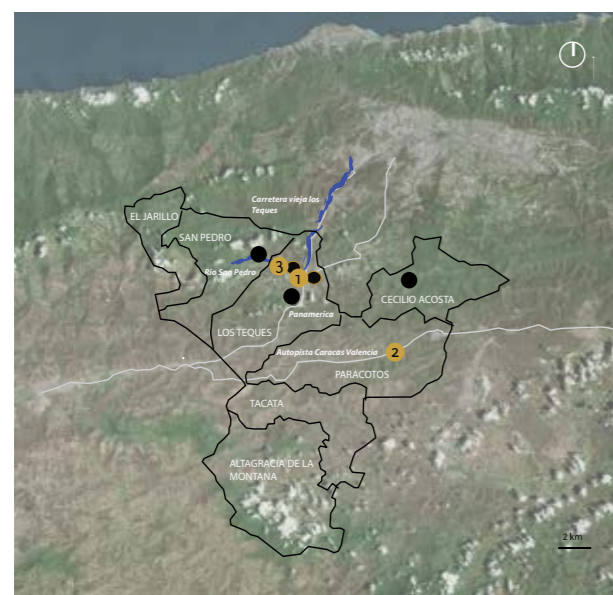 Carretera vieja los
Teques
EL JARILLO
SAN PEDRO
3
Rio San Pedro
1
CECILIO ACOSTA
Panamerica
LOS TEQUES
Autopista Caracas Valencia
2
PARACOTOS
TACATA
ALTAGRACIA DE LA
MONTANA
2 km